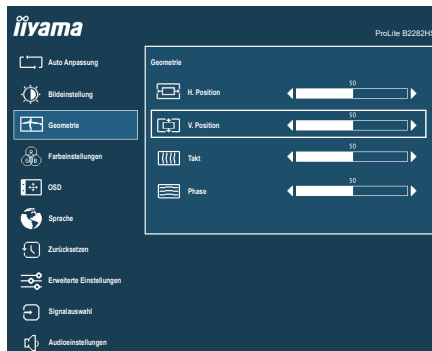 iiyama
ProLite B2282HS
Auto Anpassung
Bildeinstellung
Geometrie
Farbeinstellungen
OSD
Sprache
Zurücksetzen
Erweiterte Einstellungen
Signalauswahl
Audioeinstellungen
Geometrie
H. Position
50
V. Position
50
Takt
50
Phase
50
R
G B